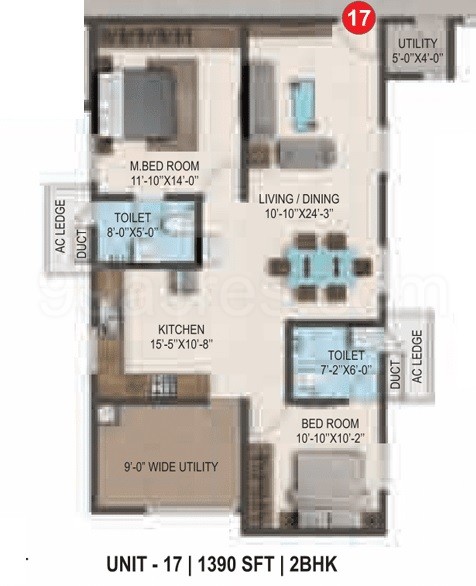 17
UTILITY
5'-0"X4'-0"
M.BED ROOM
11'-10"X14'-0"
LIVING / DINING
10'-10"X24'-3"
AC LEDGE
DUCT
TOILET
8'-0"X5'-0"
KITCHEN
15'-5"X10'-8"
TOILET
7'-2"X6'-0"
DUCT
AC LEDGE
BED ROOM
10'-10"X10'-2"
9'-0" WIDE UTILITY
UNIT - 17 | 1390 SFT | 2BHK